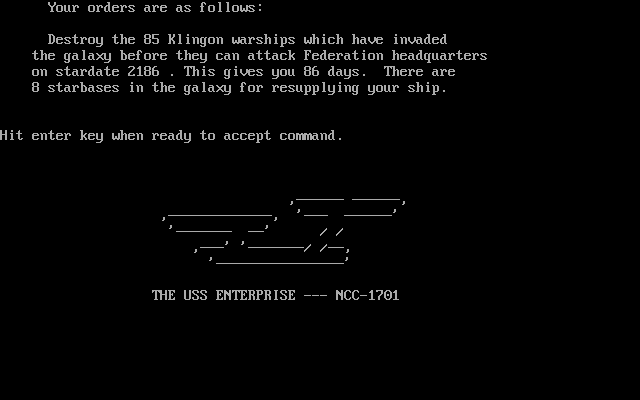 Your orders are as follows:
Destroy the 85 Klingon warships which have invaded
the galaxy before they can attack Federation headquarters
on stardate 2186 . This gives you 86 days.  There are
8 starbases in the galaxy for resupplying your ship.
Hit enter key when ready to accept command.
THE USS ENTERPRISE --- NCC-1701